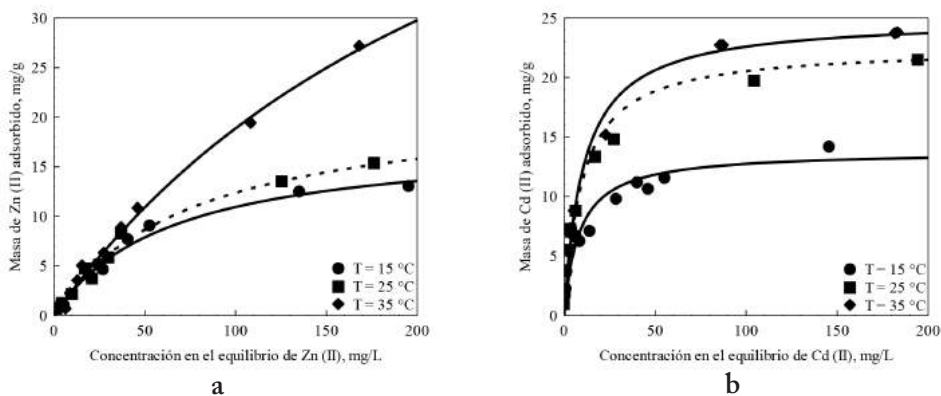 30
25
20
15
10
5
0
0 50 100 150 200
Masa de Zn (II) adsorbido, mg/g
T = 15 °C
T = 25 °C
T = 35 °C
Concentración en el equilibrio de Zn (II), mg/L
a
25
20
15
10
5
0
0 50 100 150 200
Masa de Cd (II) adsorbido, mg/g
T − 15 °C
T = 25 °C
T − 35 °C
Concentración en el equilibrio de Cd (II), mg/L
b